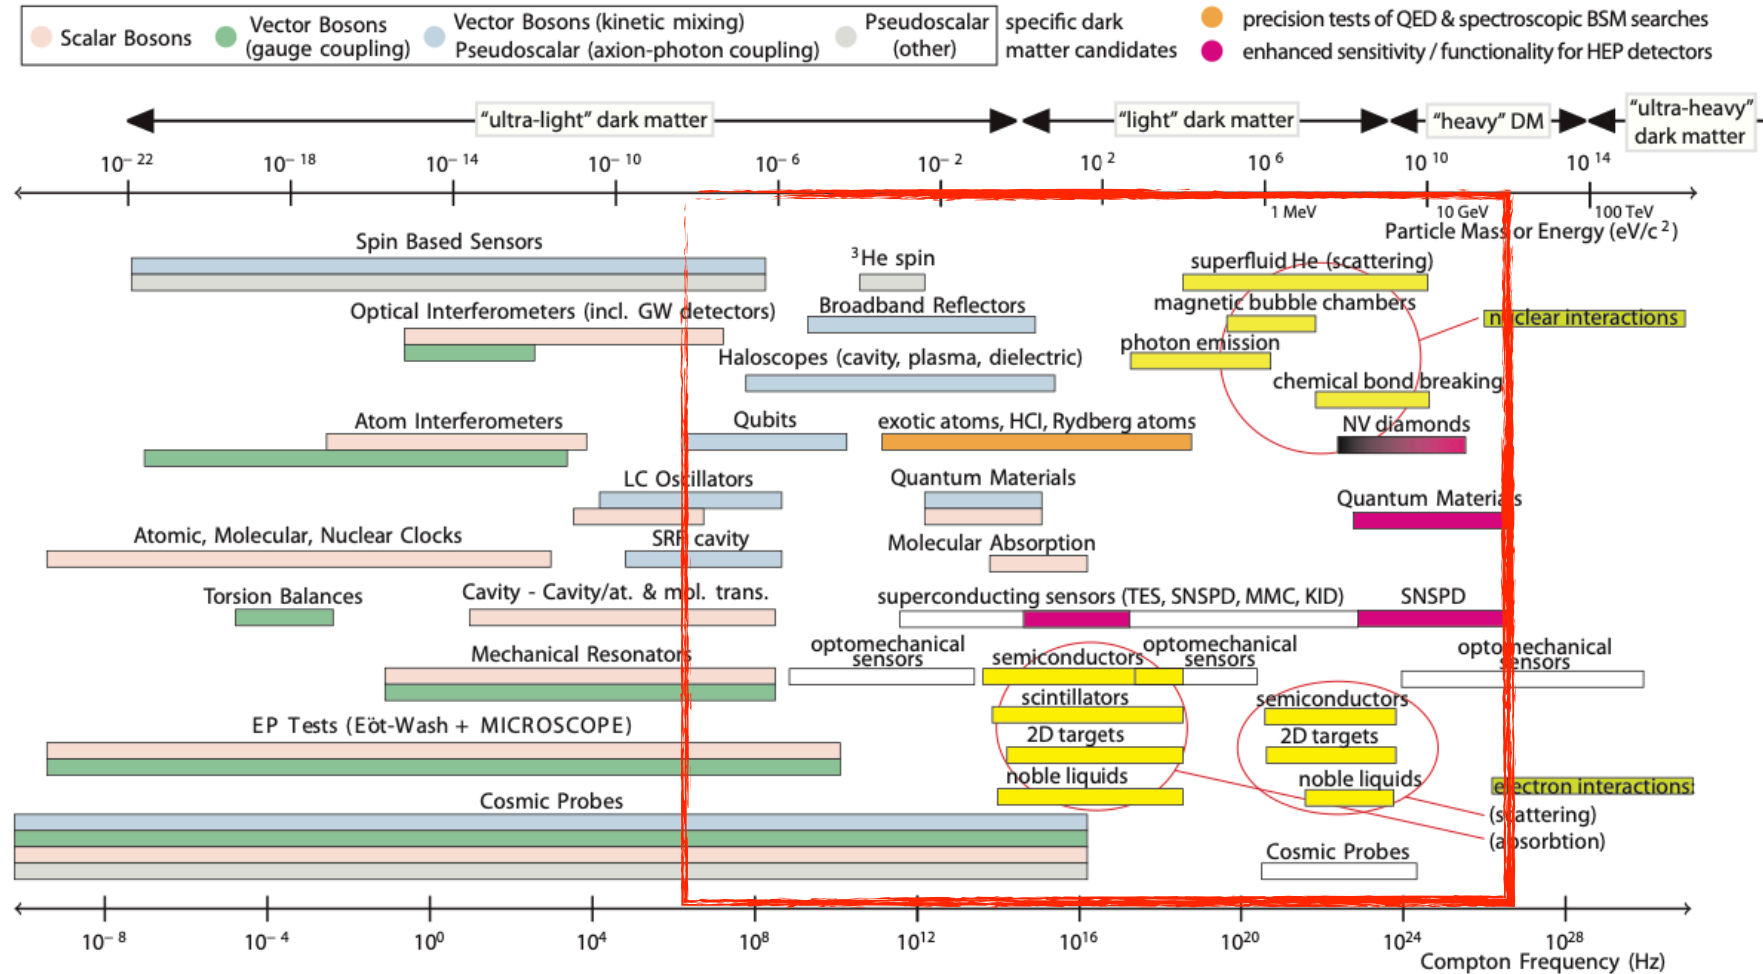 Scalar Bosons
Vector Bosons
(gauge coupling)
Vector Bosons (kinetic mixing)
Pseudoscalar (axion-photon coupling)
Pseudoscalar
(other)
specific dark
matter candidates
precision tests of QED & spectroscopic BSM searches
enhanced sensitivity / functionality for HEP detectors
“ultra-light” dark matter
“light” dark matter
“heavy” DM
“ultra-heavy”
dark matter
10⁻²² 10⁻¹⁸ 10⁻¹⁴ 10⁻¹⁰ 10⁻⁶ 10⁻² 10² 10⁶ 10¹⁰ 10¹⁴
1 MeV 10 GeV 100 TeV
Particle Mass or Energy (eV/c²)
Spin Based Sensors
³He spin
superfluid He (scattering)
Optical Interferometers (incl. GW detectors)
Broadband Reflectors
magnetic bubble chambers
nuclear interactions
Haloscopes (cavity, plasma, dielectric)
photon emission
chemical bond breaking
Atom Interferometers
Qubits
exotic atoms, HCI, Rydberg atoms
NV diamonds
LC Oscillators
Quantum Materials
Quantum Materials
Atomic, Molecular, Nuclear Clocks
SRF cavity
Molecular Absorption
Torsion Balances
Cavity - Cavity/at. & mol. trans.
superconducting sensors (TES, SNSPD, MMC, KID)
SNSPD
Mechanical Resonators
optomechanical
sensors
semiconductors
optomechanical
sensors
optomechanical
sensors
scintillators
semiconductors
EP Tests (Eöt-Wash + MICROSCOPE)
2D targets
2D targets
noble liquids
noble liquids
electron interactions:
(scattering)
(absorbtion)
Cosmic Probes
Cosmic Probes
10⁻⁸ 10⁻⁴ 10⁰ 10⁴ 10⁸ 10¹² 10¹⁶ 10²⁰ 10²⁴ 10²⁸
Compton Frequency (Hz)